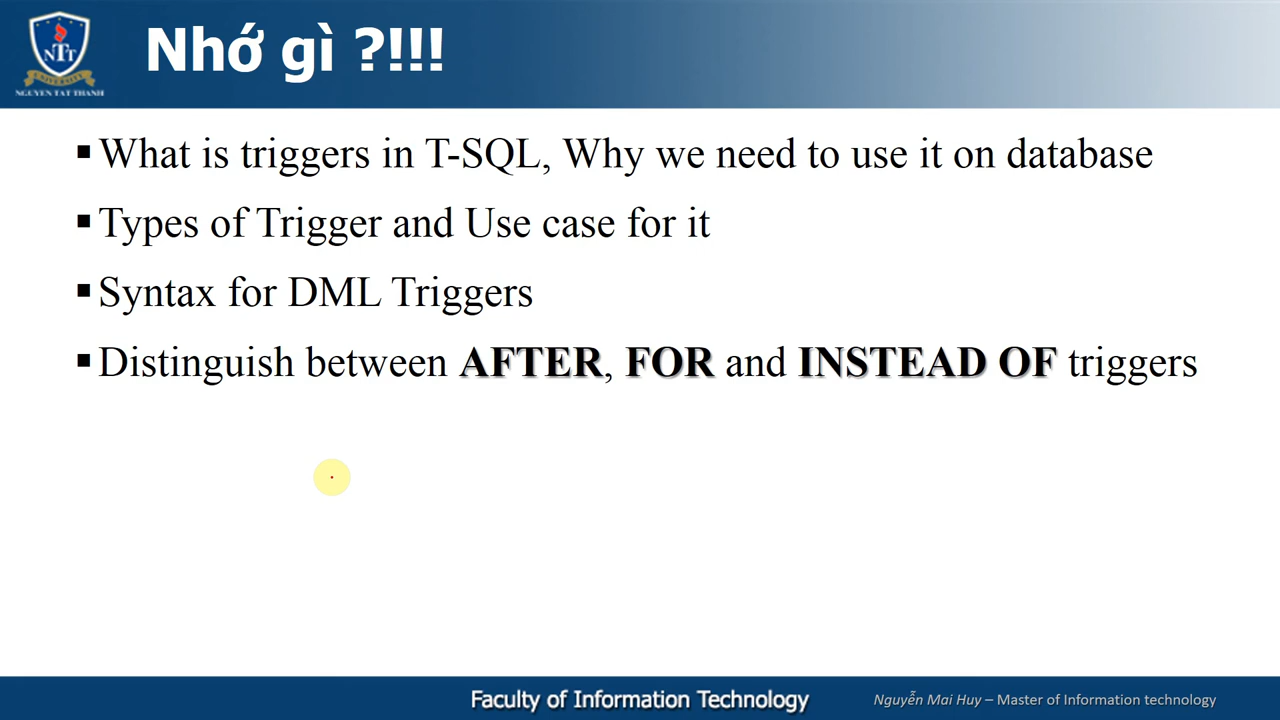 NTT
UNIVERSITY
NGUYEN TAT THANH
Nhớ gì ?!!!
▪ What is triggers in T-SQL, Why we need to use it on database
▪ Types of Trigger and Use case for it
▪ Syntax for DML Triggers
▪ Distinguish between AFTER, FOR and INSTEAD OF triggers
Faculty of Information Technology
Nguyễn Mai Huy – Master of Information technology